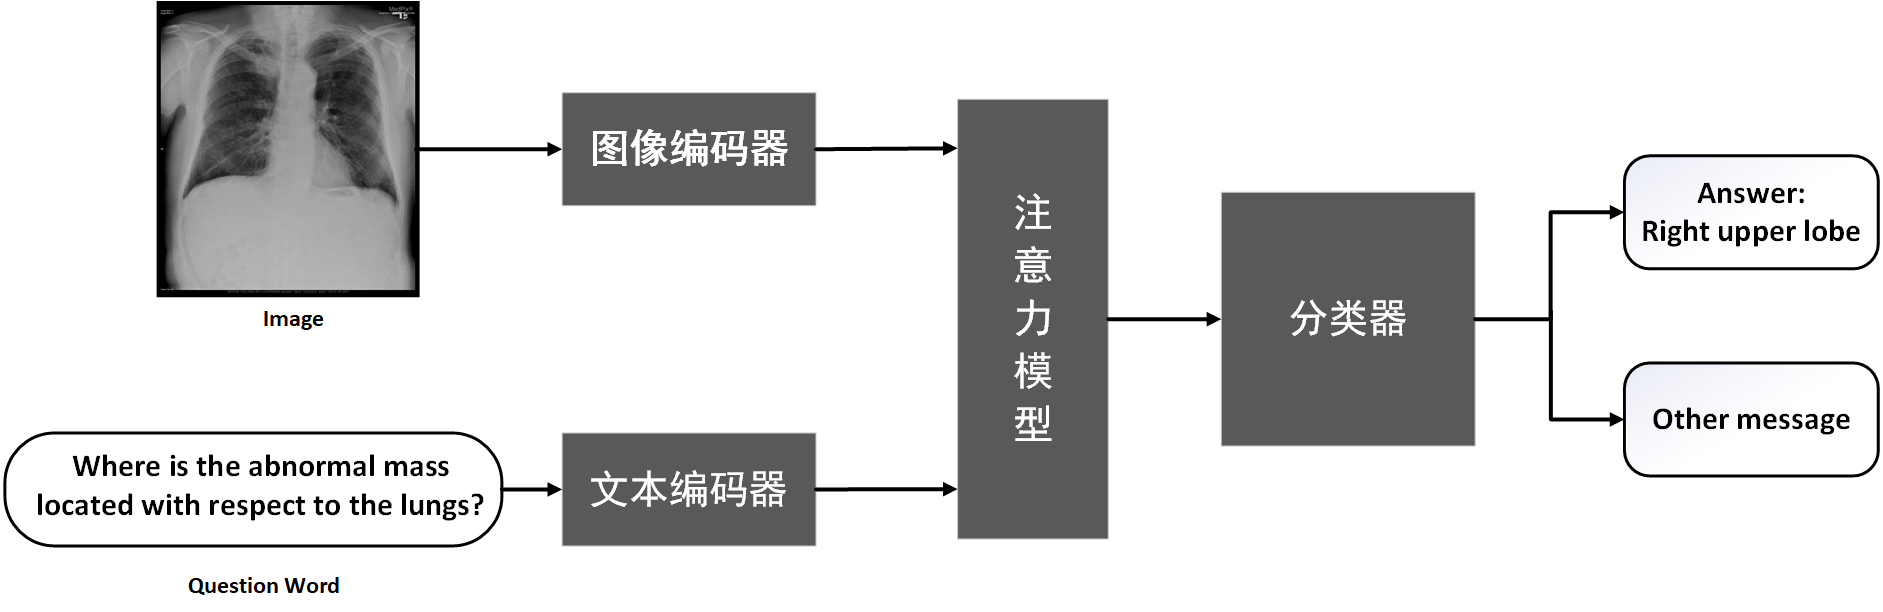 MedPix®
Image
Where is the abnormal mass
located with respect to the lungs?
Question Word
图像编码器
文本编码器
注
意
力
模
型
分类器
Answer:
Right upper lobe
Other message